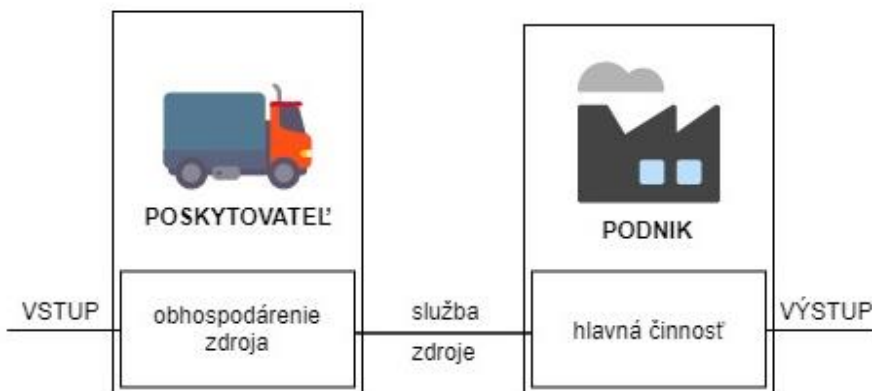 POSKYTOVATEĽ
PODNIK
VSTUP
obhospodárenie
zdroja
služba
zdroje
hlavná činnosť
VÝSTUP